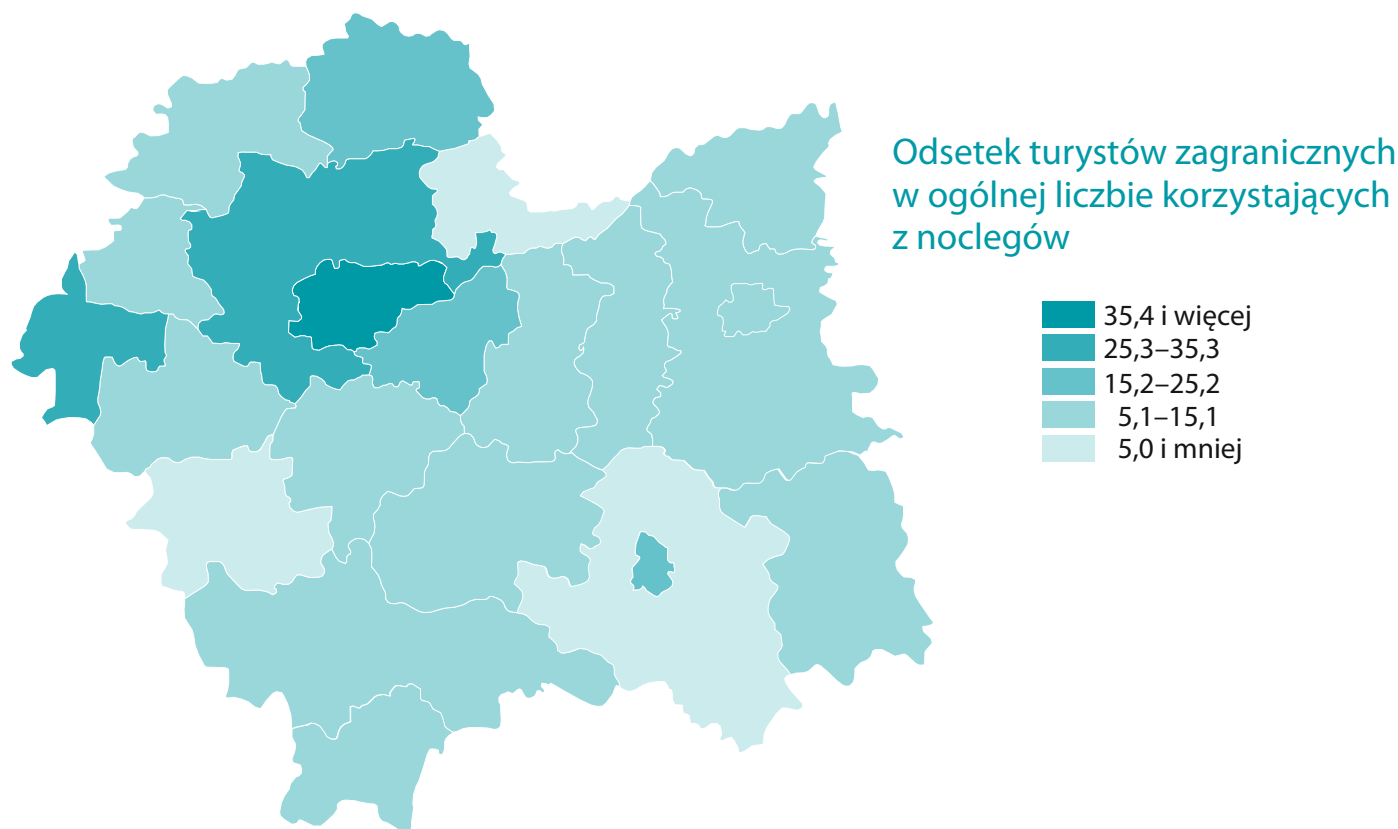 Odsetek turystów zagranicznych
w ogólnej liczbie korzystających
z noclegów
35,4 i więcej
25,3–35,3
15,2–25,2
5,1–15,1
5,0 i mniej